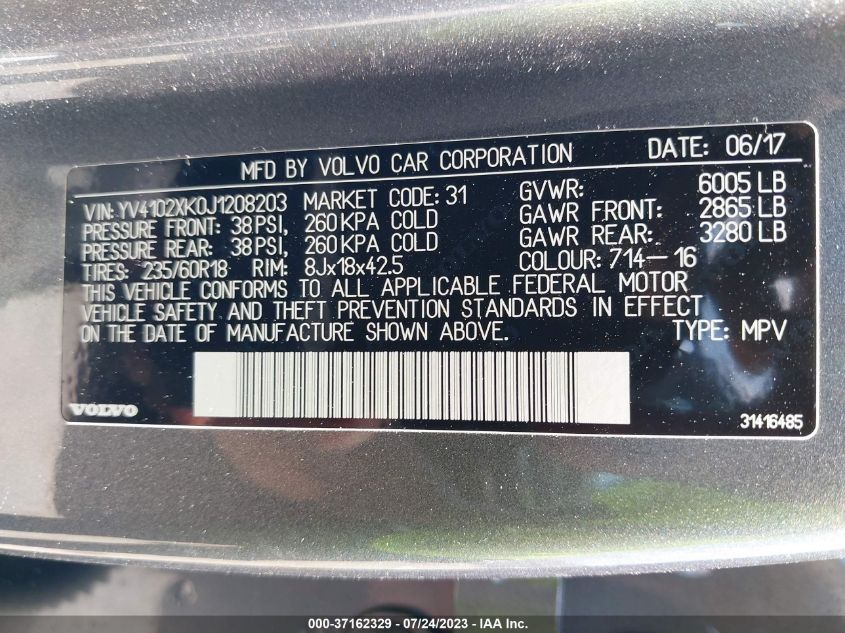 MFD BY VOLVO CAR CORPORATION DATE: 06/17
VIN: YV4102XK0J1208203 MARKET CODE: 31 GVWR: 6005 LB
PRESSURE FRONT: 38 PSI, 260 KPA COLD GAWR FRONT: 2865 LB
PRESSURE REAR: 38 PSI, 260 KPA COLD GAWR REAR: 3280 LB
TIRES: 235/60R18 RIM: 8Jx18x42.5 COLOUR: 714-16
THIS VEHICLE CONFORMS TO ALL APPLICABLE FEDERAL MOTOR
VEHICLE SAFETY AND THEFT PREVENTION STANDARDS IN EFFECT
ON THE DATE OF MANUFACTURE SHOWN ABOVE. TYPE: MPV
VOLVO
31416485
000-37162329 — 07/24/2023 — IAAI Inc.